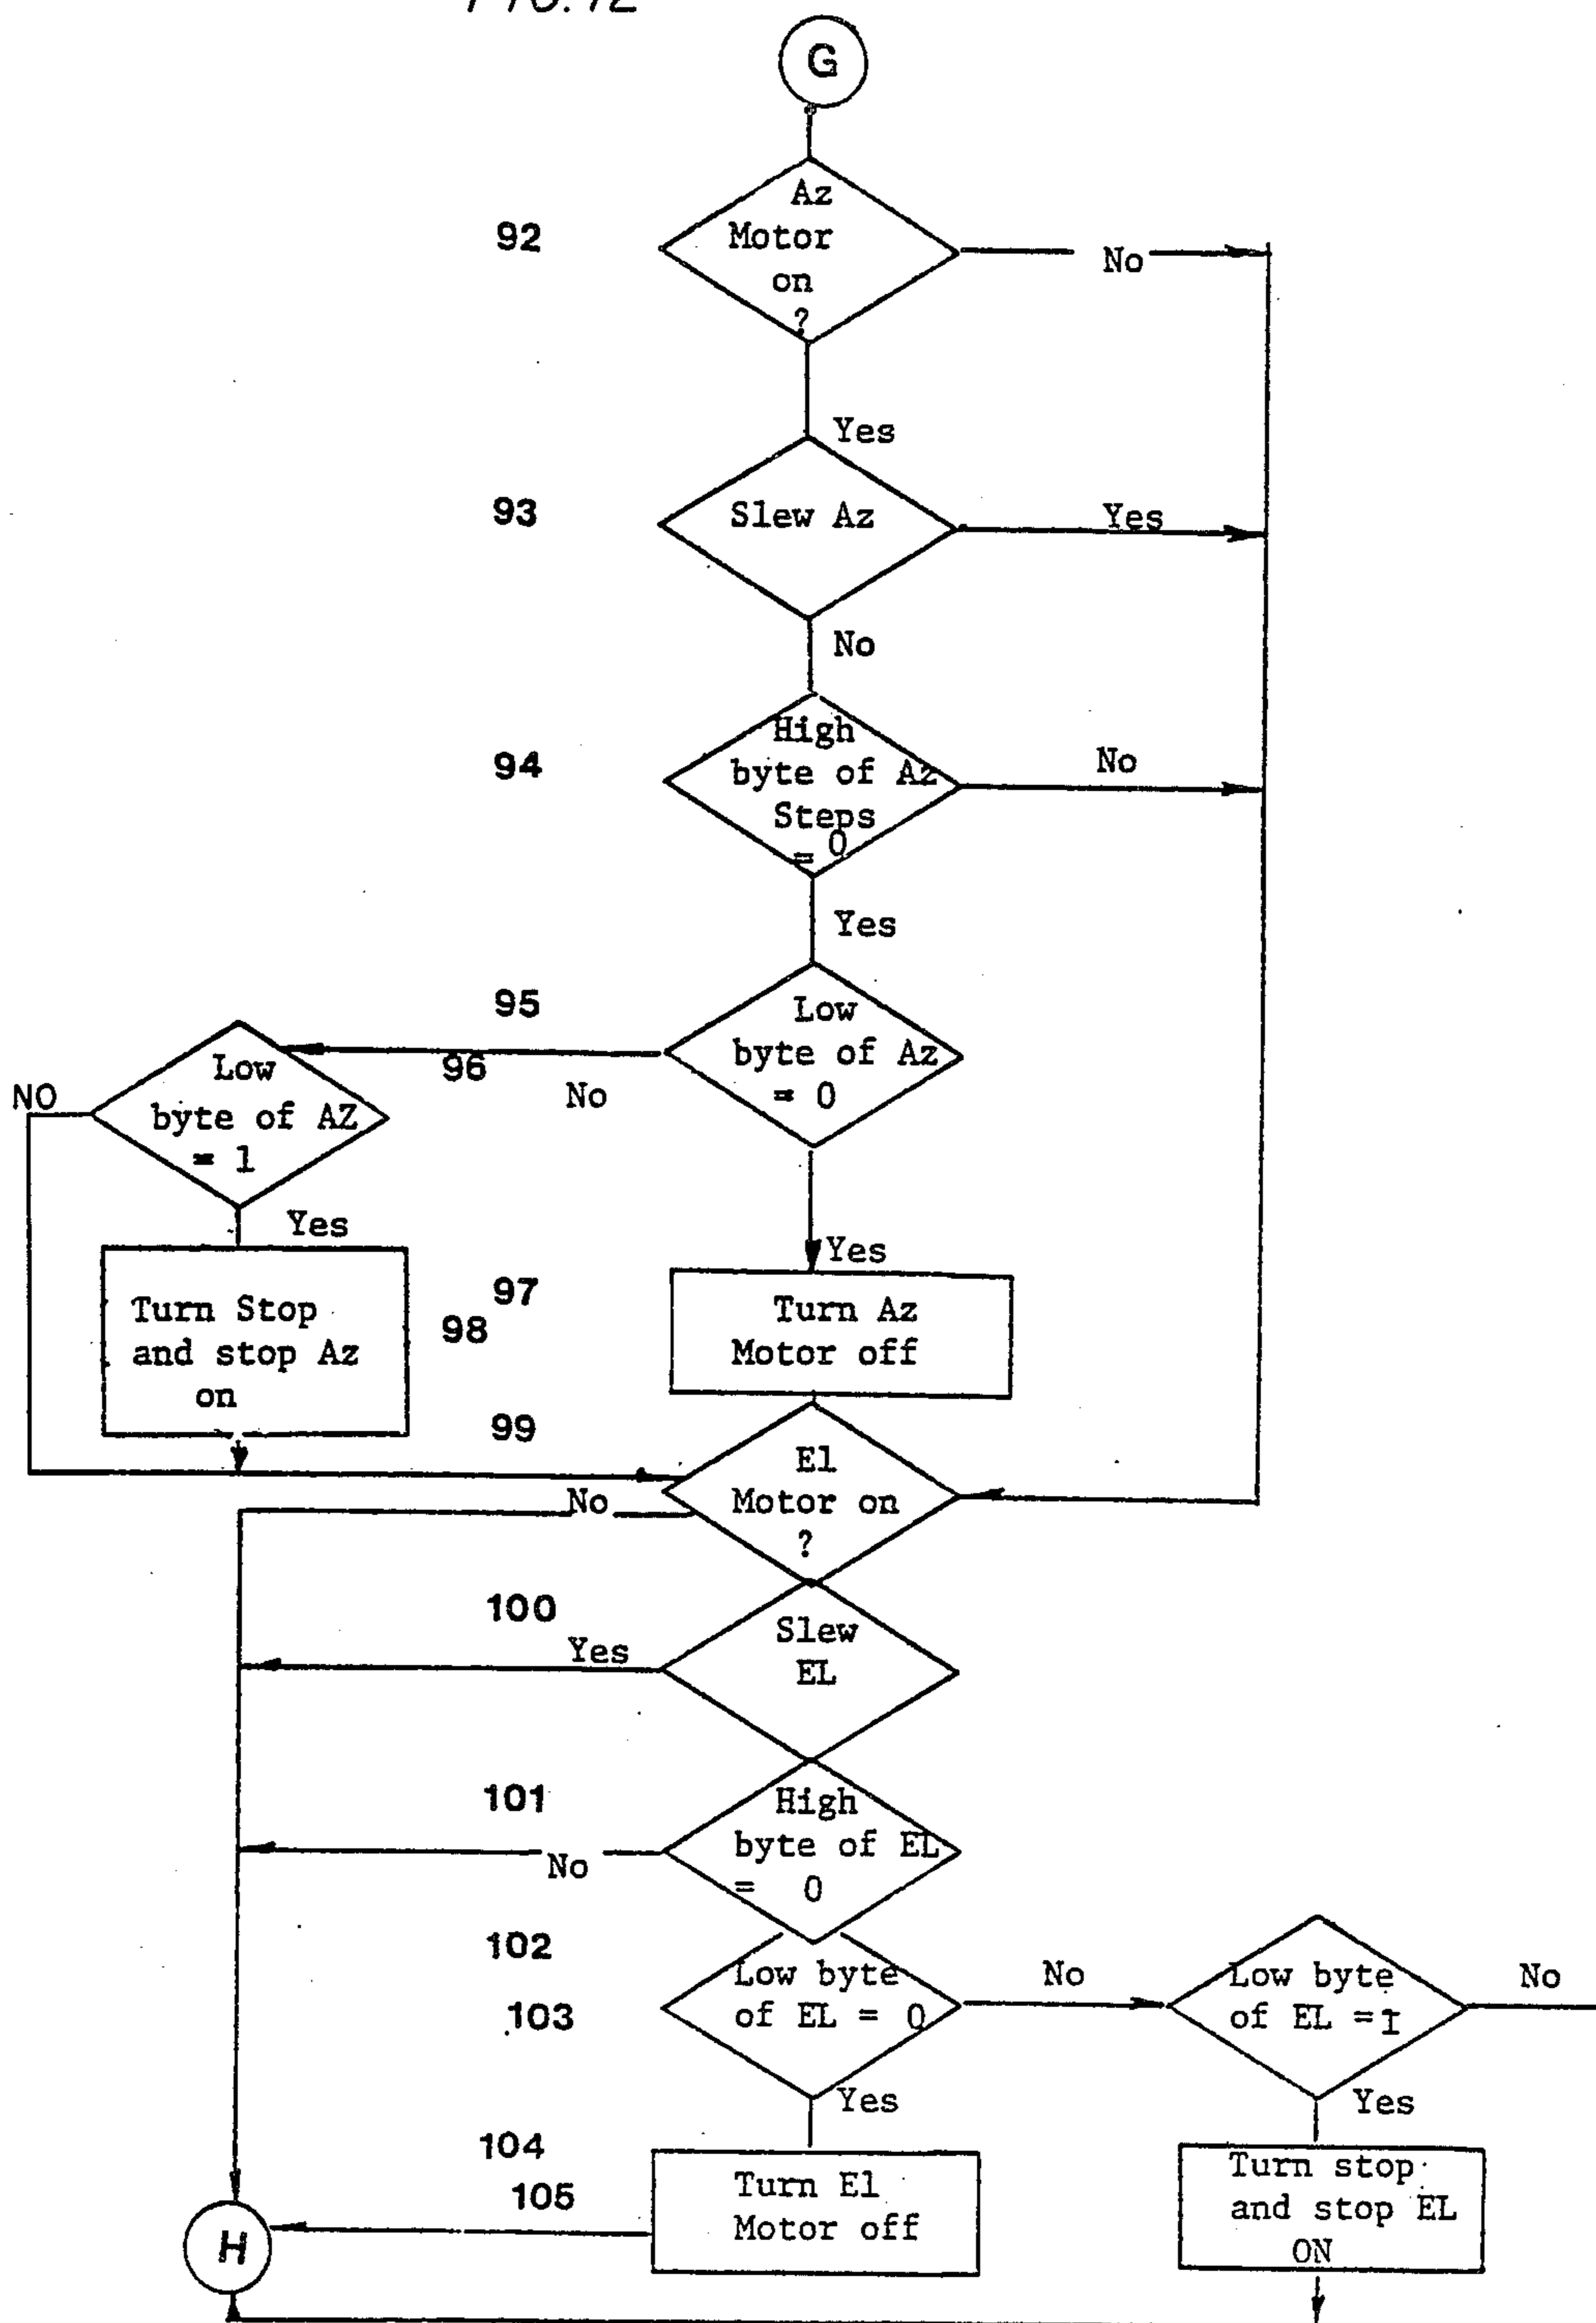 FIG. 12
G
92
Az
Motor
on
?
No
Yes
93
Slew Az
Yes
No
94
High
byte of Az
Steps
= 0
No
Yes
95
Low
byte of Az
= 0
96
No
Low
byte of AZ
= 1
NO
Yes
Yes
97
98
Turn Stop
and stop Az
on
Turn Az
Motor off
99
El
Motor on
?
No
100
Slew
EL
Yes
101
High
byte of EL
= 0
No
102
103
Low byte
of EL = 0
No
Low byte
of EL = 1
No
Yes
Yes
104
105
Turn El
Motor off
Turn stop
and stop EL
ON
H